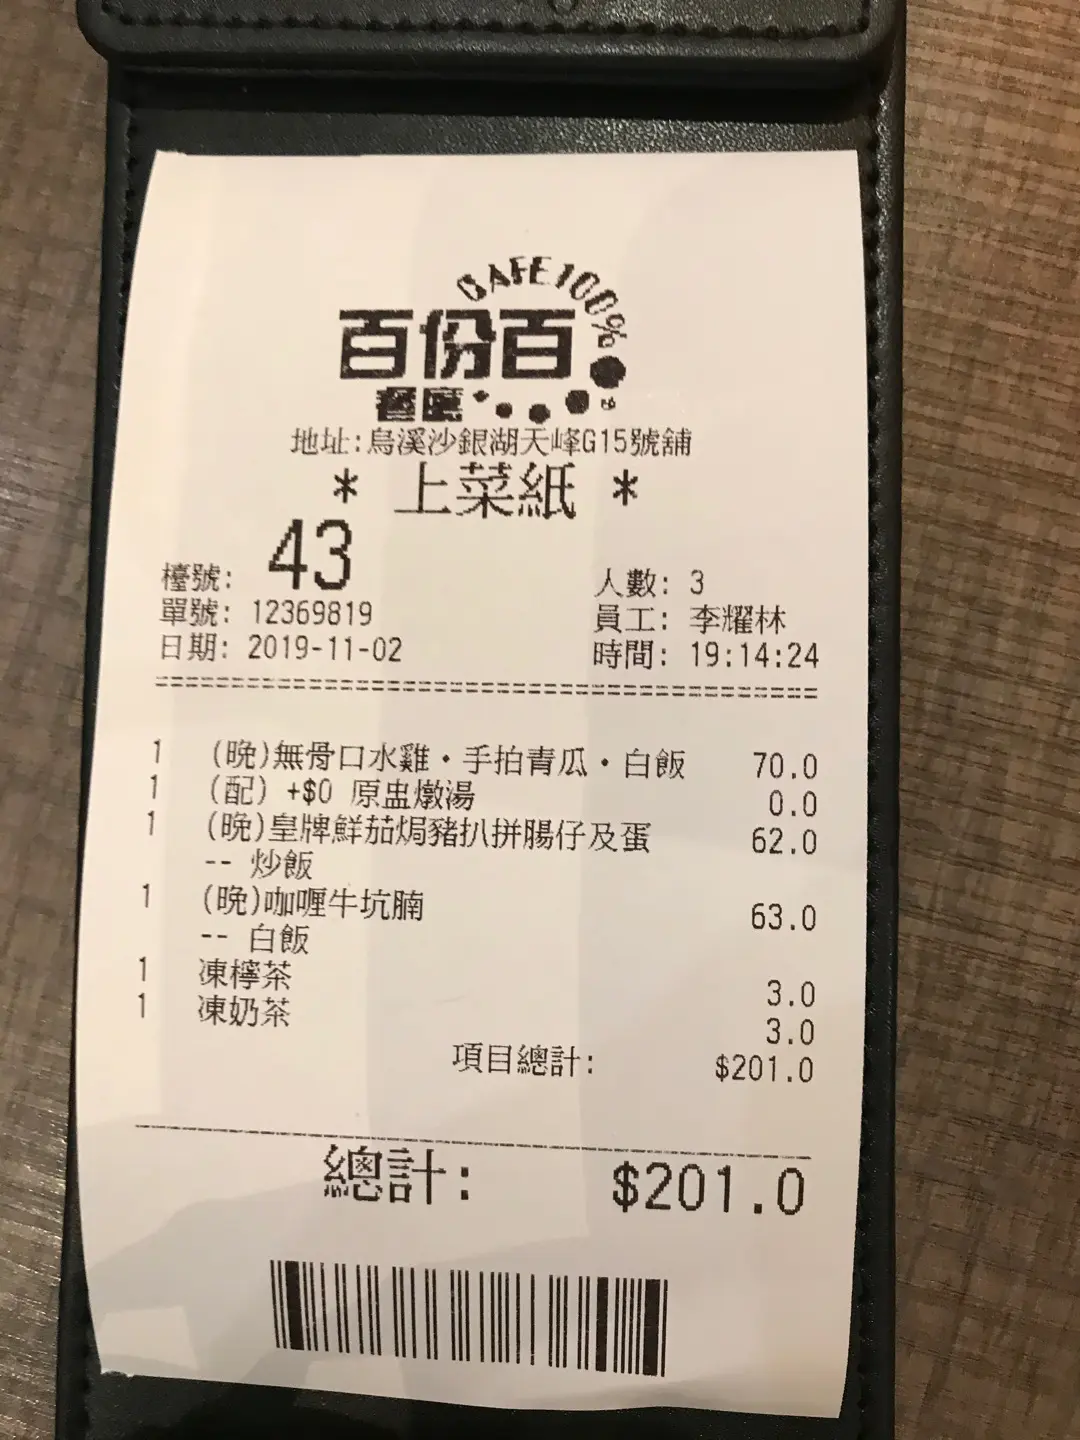 CAFE100%
百份百
餐廳
地址:烏溪沙銀湖天峰G15號舖
* 上菜紙 *
檯號: 43 人數: 3
單號: 12369819 員工: 李耀林
日期: 2019-11-02 時間: 19:14:24
1 (晚)無骨口水雞·手拍青瓜·白飯 70.0
1 (配) +$0 原盅燉湯 0.0
1 (晚)皇牌鮮茄焗豬扒拼腸仔及蛋 62.0
-- 炒飯
1 (晚)咖喱牛坑腩 63.0
-- 白飯
1 凍檸茶 3.0
1 凍奶茶 3.0
項目總計: $201.0
總計: $201.0